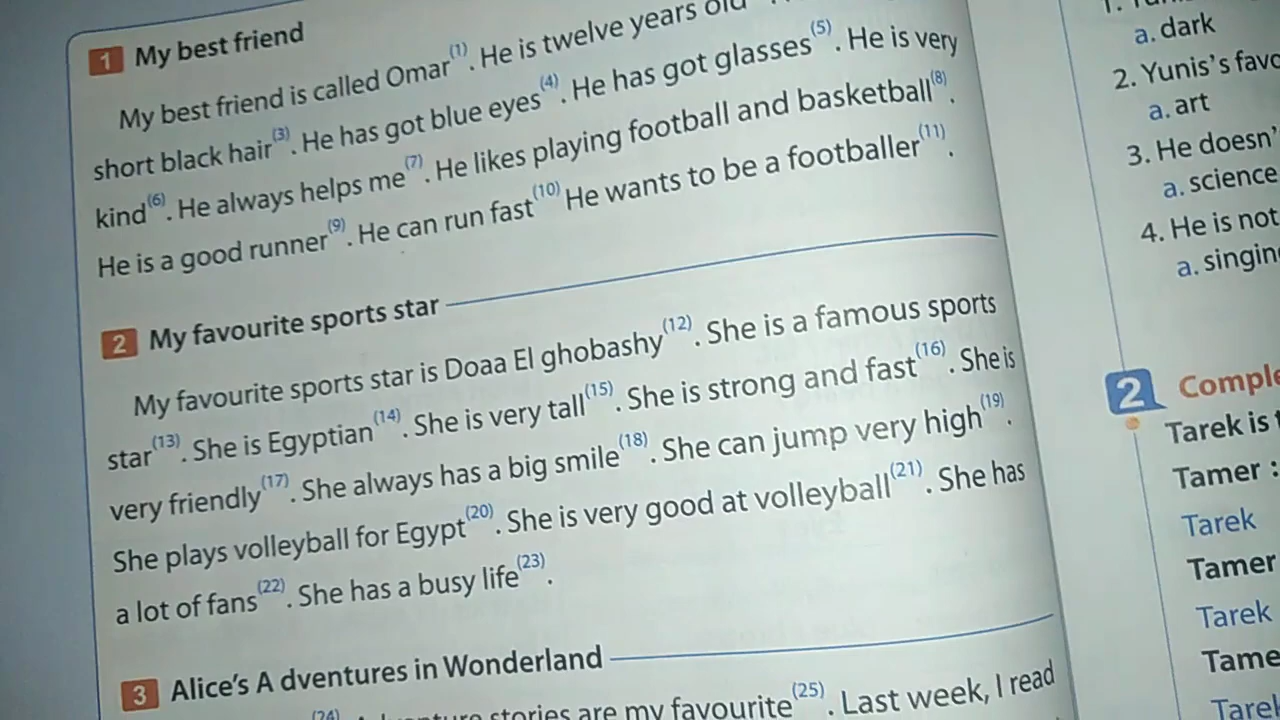 1 My best friend
My best friend is called Omar(1). He is twelve years old
short black hair(3). He has got blue eyes(4). He has got glasses(5). He is very
kind(6). He always helps me(7). He likes playing football and basketball(8).
He is a good runner(9). He can run fast(10) He wants to be a footballer(11).
2 My favourite sports star
My favourite sports star is Doaa El ghobashy(12). She is a famous sports
star(13). She is Egyptian(14). She is very tall(15). She is strong and fast(16). She is
very friendly(17). She always has a big smile(18). She can jump very high(19).
She plays volleyball for Egypt(20). She is very good at volleyball(21). She has
a lot of fans(22). She has a busy life(23).
3 Alice's A dventures in Wonderland
(24) stories are my favourite(25). Last week, I read
a. dark
2. Yunis's
a. art
3. He
a. science
4. He is not
a.
2
Tarek is
Tamer :
Tarek
Tamer
Tarek